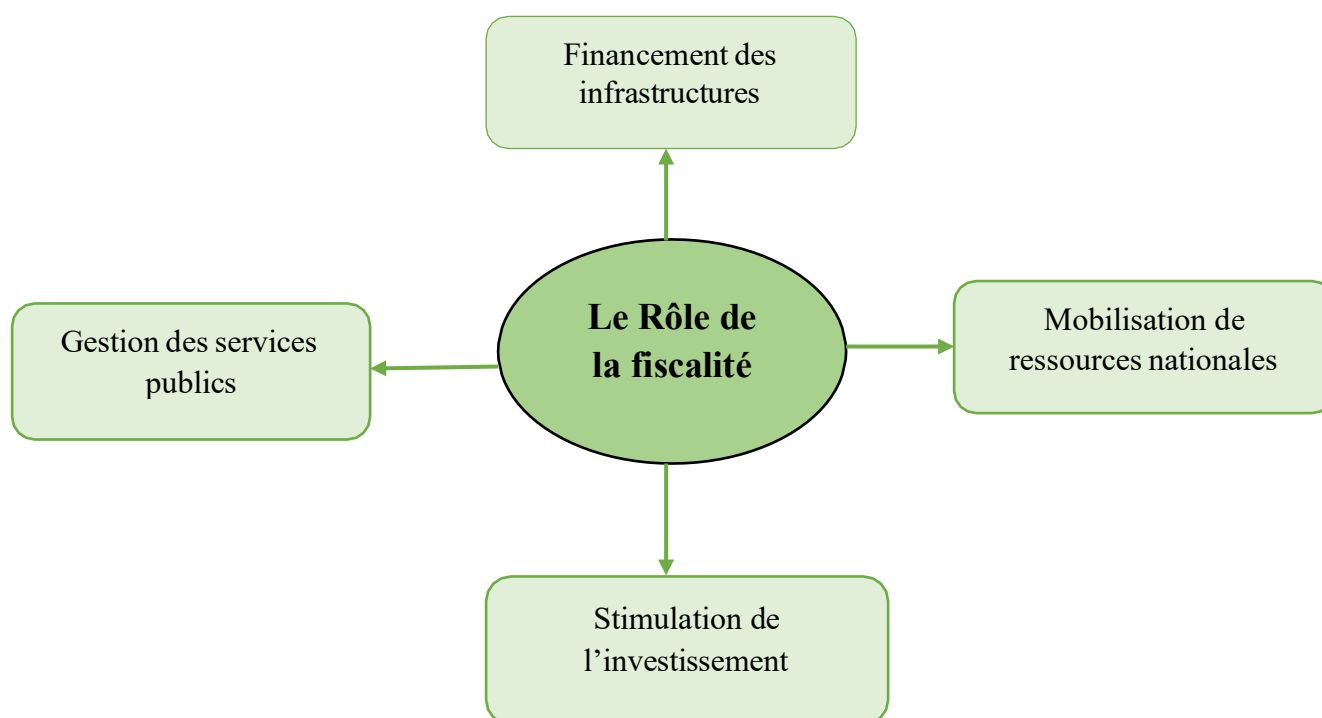 Financement des
infrastructures
Le Rôle de
la fiscalité
Mobilisation de
ressources nationales
Gestion des services
publics
Stimulation de
l’investissement